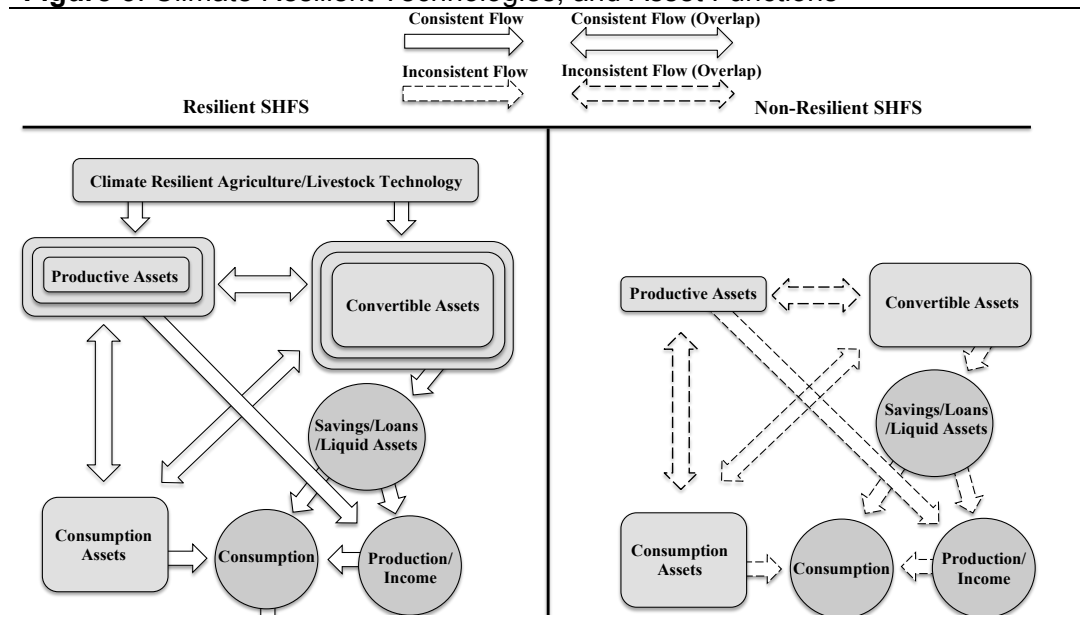 Figure 6. Climate Resilient Technologies, and Asset Functions
Consistent Flow
Consistent Flow (Overlap)
Inconsistent Flow
Inconsistent Flow (Overlap)
Resilient SHFS
Non-Resilient SHFS
Climate Resilient Agriculture/Livestock Technology
Productive Assets
Convertible Assets
Savings/Loans
/Liquid Assets
Consumption
Assets
Consumption
Production/
Income
Productive Assets
Convertible Assets
Savings/Loans
/Liquid Assets
Consumption
Assets
Consumption
Production/
Income